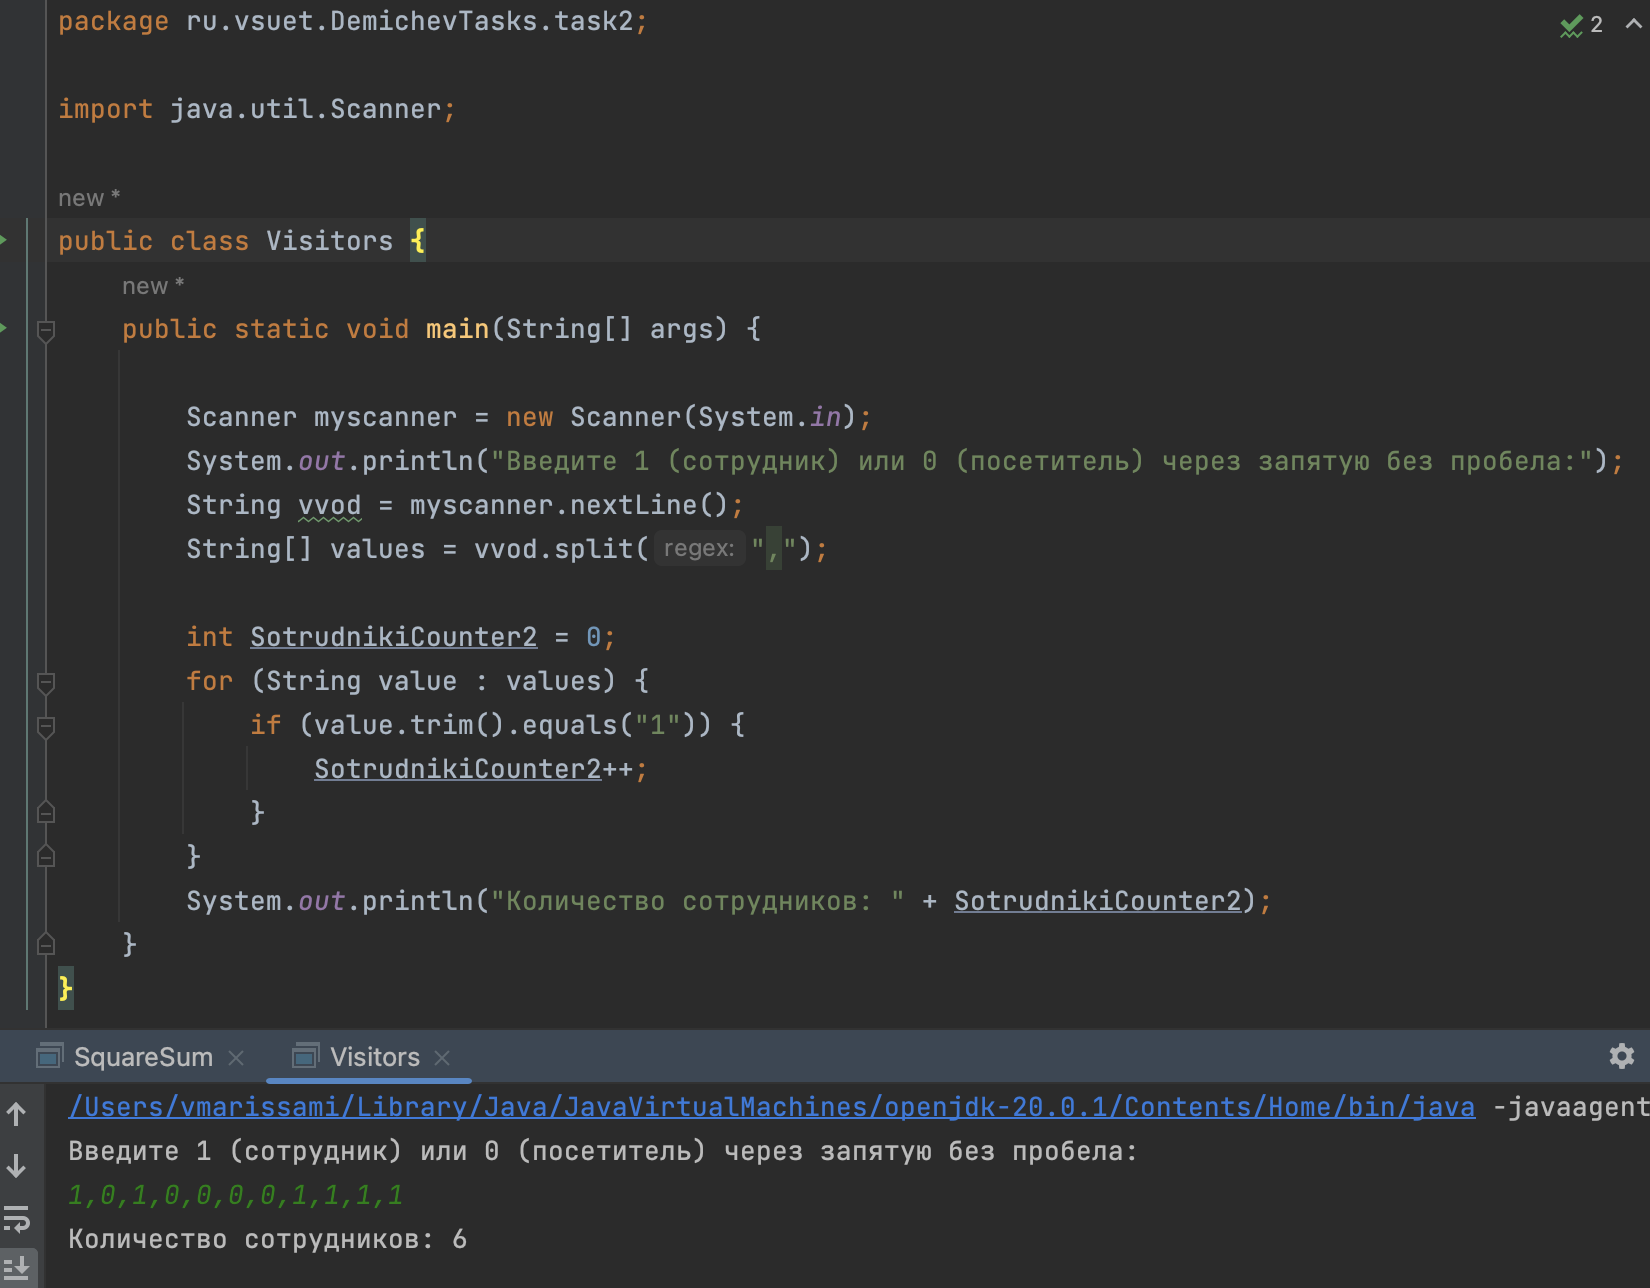 package ru.vsuet.DemichevTasks.task2;
2
import java.util.Scanner;
new *
public class Visitors {
new *
public static void main(String[] args) {
Scanner myscanner = new Scanner(System.in);
System.out.println("Введите 1 (сотрудник) или 0 (посетитель) через запятую без пробела:");
String vvod = myscanner.nextLine();
String[] values = vvod.split( regex: ",");
int SotrudnikiCounter2 = 0;
for (String value : values) {
if (value.trim().equals("1")) {
SotrudnikiCounter2++;
}
}
System.out.println("Количество сотрудников: " + SotrudnikiCounter2);
}
}
SquareSum Visitors
/Users/vmarissami/Library/Java/JavaVirtualMachines/openjdk-20.0.1/Contents/Home/bin/java -javaagent
Введите 1 (сотрудник) или 0 (посетитель) через запятую без пробела:
1,0,1,0,0,0,0,1,1,1,1
Количество сотрудников: 6